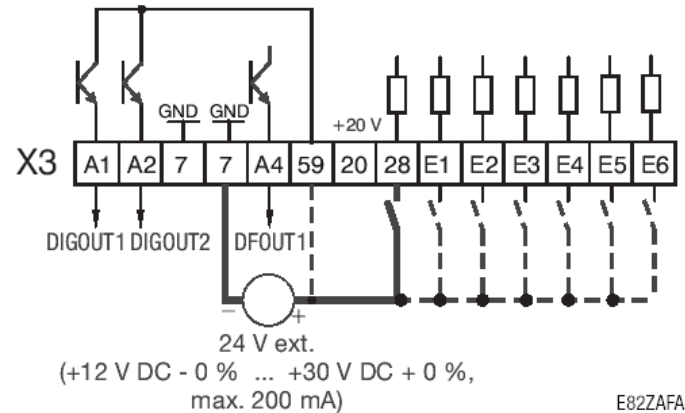 GND GND
+20 V
X3 A1 A2 7 7 A4 59 20 28 E1 E2 E3 E4 E5 E6
DIGOUT1 DIGOUT2 DFOUT1
− +
24 V ext.
(+12 V DC - 0 % ... +30 V DC + 0 %,
max. 200 mA)
E82ZAFA